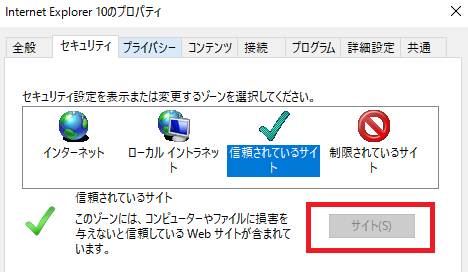 Internet Explorer 10のプロパティ
全般 セキュリティ プライバシー コンテンツ 接続 プログラム 詳細設定 共通
セキュリティ設定を表示または変更するゾーンを選択してください。
インターネット ローカル イントラネッ 信頼されているサイ 制限されているサイ
ト ト ト
信頼されているサイト
このゾーンには、コンピューターやファイルに損害を サイト(S)
与えないと信頼している Web サイトが含まれて
います。